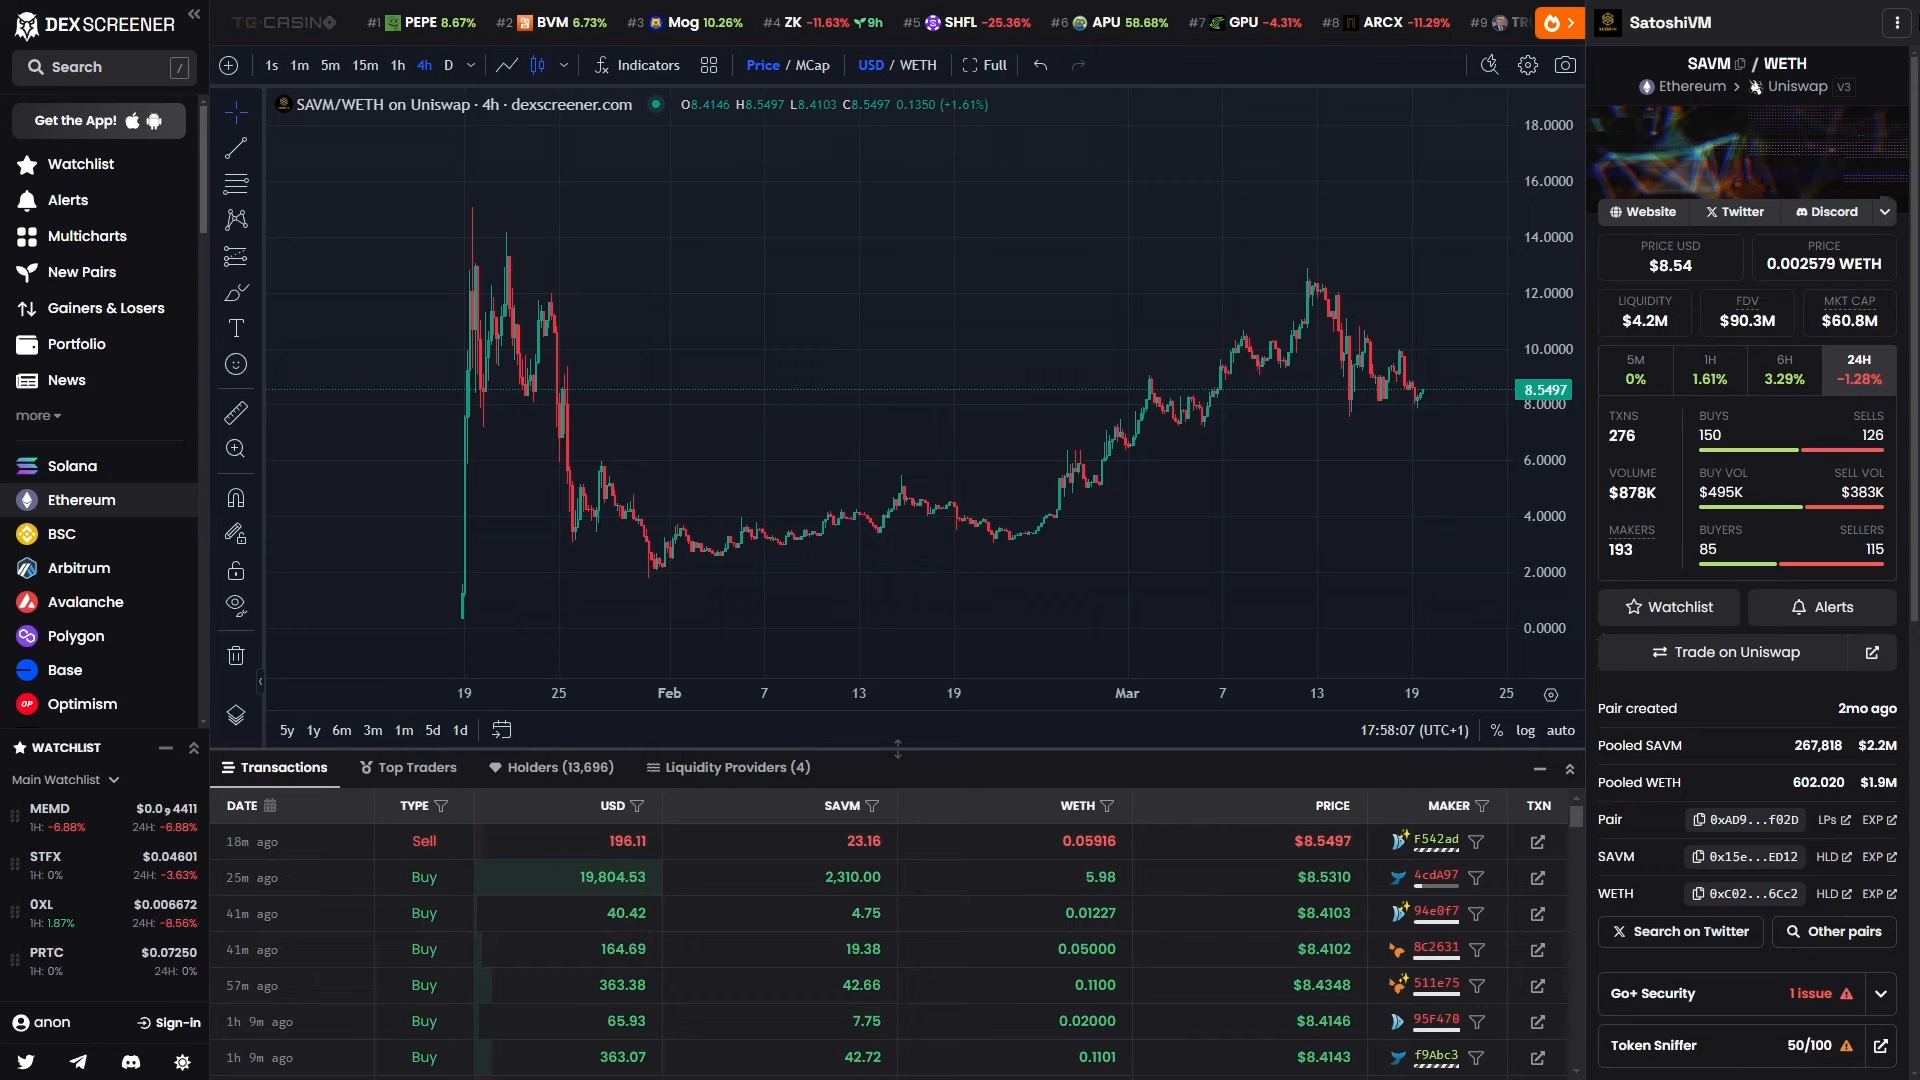 DEXSCREENER
Search /
Get the App!
Watchlist
Alerts
Multicharts
New Pairs
Gainers & Losers
Portfolio
News
more
Solana
Ethereum
BSC
Arbitrum
Avalanche
Polygon
Base
Optimism
WATCHLIST
Main Watchlist
MEMD $0.0₉4411
1H: -6.88% 24H: -6.88%
STFX $0.04601
1H: 0% 24H: -3.63%
0XL $0.006672
1H: 1.87% 24H: -8.56%
PRTC $0.07250
1H: 0% 24H: 0%
anon Sign-in
TG.CASINO #1 PEPE 8.67% #2 BVM 6.73% #3 Mog 10.26% #4 ZK -11.63% 9h #5 SHFL -25.36% #6 APU 58.68% #7 GPU -4.31% #8 ARCX -11.29% #9 TRU
1s 1m 5m 15m 1h 4h D Indicators Price / MCap USD / WETH Full
SAVM/WETH on Uniswap · 4h · dexscreener.com O8.4146 H8.5497 L8.4103 C8.5497 0.1350 (+1.61%)
18.0000
16.0000
14.0000
12.0000
10.0000
8.5497
8.0000
6.0000
4.0000
2.0000
0.0000
19 25 Feb 7 13 19 Mar 7 13 19 25
5y 1y 6m 3m 1m 5d 1d 17:58:07 (UTC+1) % log auto
Transactions Top Traders Holders (13,696) Liquidity Providers (4)
DATE TYPE USD SAVM WETH PRICE MAKER TXN
18m ago Sell 196.11 23.16 0.05916 $8.5497 F542ad
25m ago Buy 19,804.53 2,310.00 5.98 $8.5310 4cdA97
41m ago Buy 40.42 4.75 0.01227 $8.4103 94e0f7
41m ago Buy 164.69 19.38 0.05000 $8.4102 8C2631
57m ago Buy 363.38 42.66 0.1100 $8.4348 511e75
1h 9m ago Buy 65.93 7.75 0.02000 $8.4146 95F470
1h 9m ago Buy 363.07 42.72 0.1101 $8.4143 f9Abc3
SatoshiVM
SAVM / WETH
Ethereum > Uniswap V3
Website Twitter Discord
PRICE USD PRICE
$8.54 0.002579 WETH
LIQUIDITY FDV MKT CAP
$4.2M $90.3M $60.8M
5M 1H 6H 24H
0% 1.61% 3.29% -1.28%
TXNS BUYS SELLS
276 150 126
VOLUME BUY VOL SELL VOL
$878K $495K $383K
MAKERS BUYERS SELLERS
193 85 115
Watchlist Alerts
Trade on Uniswap
Pair created 2mo ago
Pooled SAVM 267,818 $2.2M
Pooled WETH 602.020 $1.9M
Pair 0xAD9...f02D LPs EXP
SAVM 0x15e...ED12 HLD EXP
WETH 0xC02...6Cc2 HLD EXP
Search on Twitter Other pairs
Go+ Security 1 issue
Token Sniffer 50/100